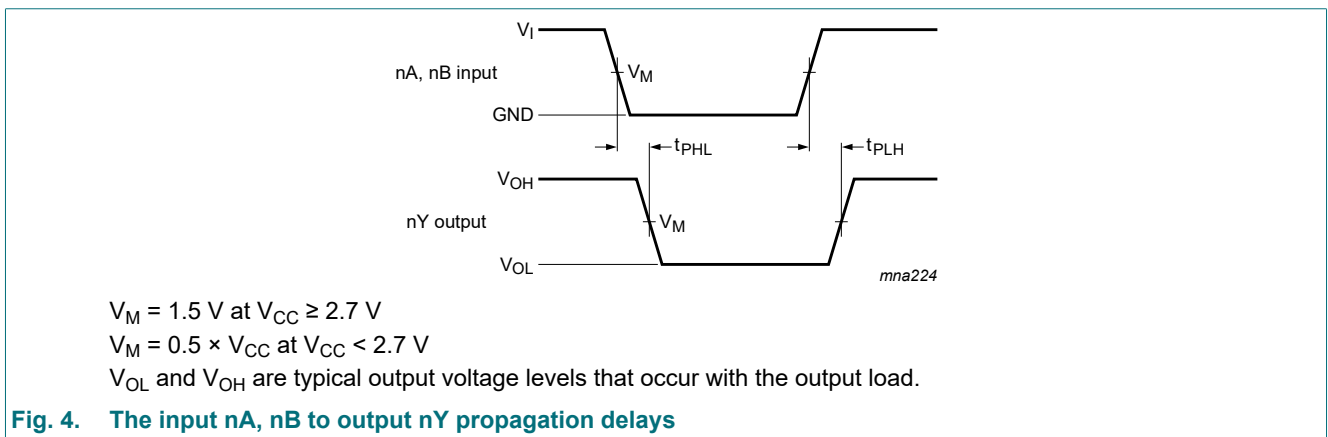 V_I
nA, nB input
V_M
GND
t_PHL
t_PLH
V_OH
nY output
V_M
V_OL
mna224
V_M = 1.5 V at V_CC ≥ 2.7 V
V_M = 0.5 × V_CC at V_CC < 2.7 V
V_OL and V_OH are typical output voltage levels that occur with the output load.
Fig. 4. The input nA, nB to output nY propagation delays